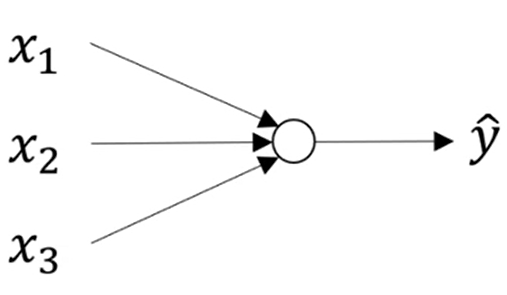 x₁
x₂
ŷ
x₃